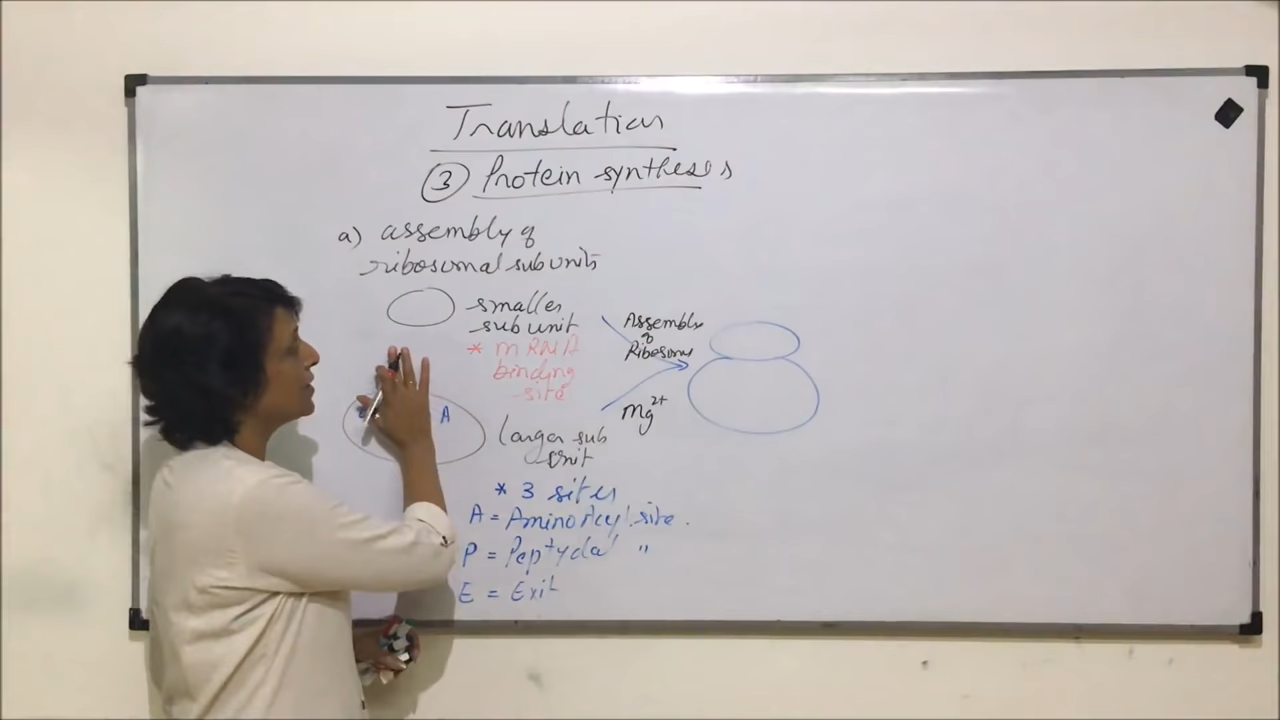 Translation
③ Protein syntheses
a) assembly of
ribosomal subunits
smaller
sub unit
* mRNA
binding
site
Assembly
of
Ribosome
Mg²⁺
A
larger sub
unit
* 3 sites
A = Aminoacyl site.
P = Peptydal "
E = Exit